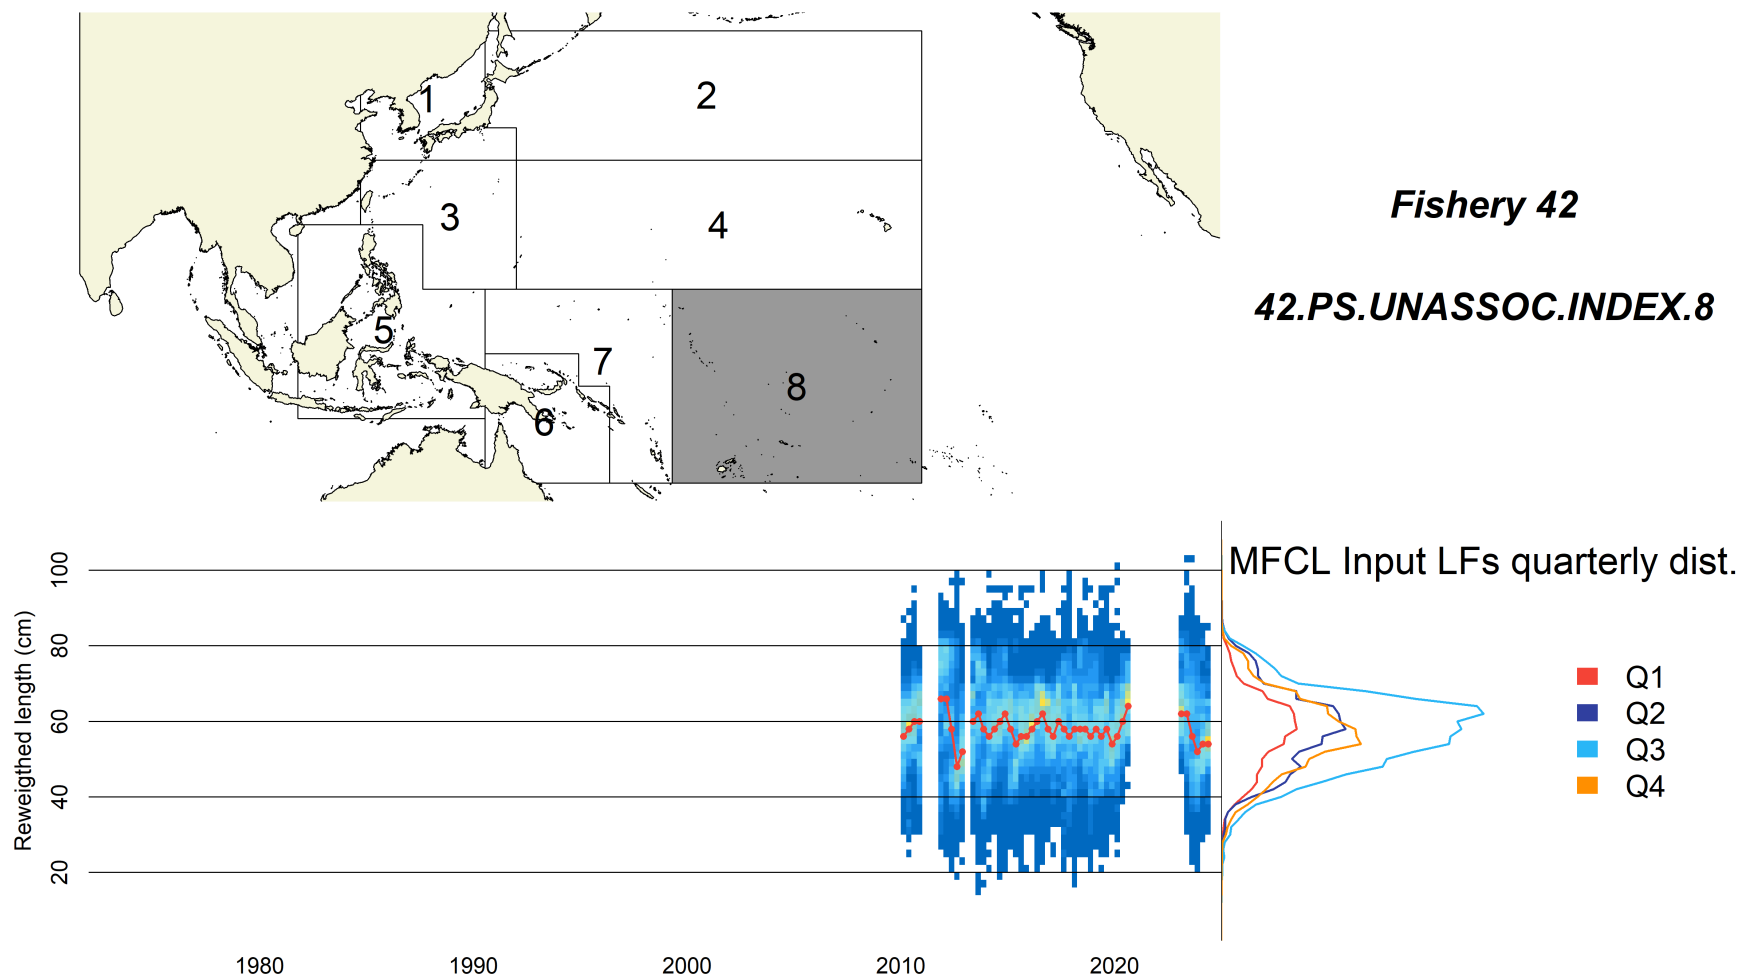 1
2
3
4
5
6
7
8
Fishery 42
42.PS.UNASSOC.INDEX.8
MFCL Input LFs quarterly dist.
Reweigthed length (cm)
100
80
60
40
20
1980
1990
2000
2010
2020
Q1
Q2
Q3
Q4